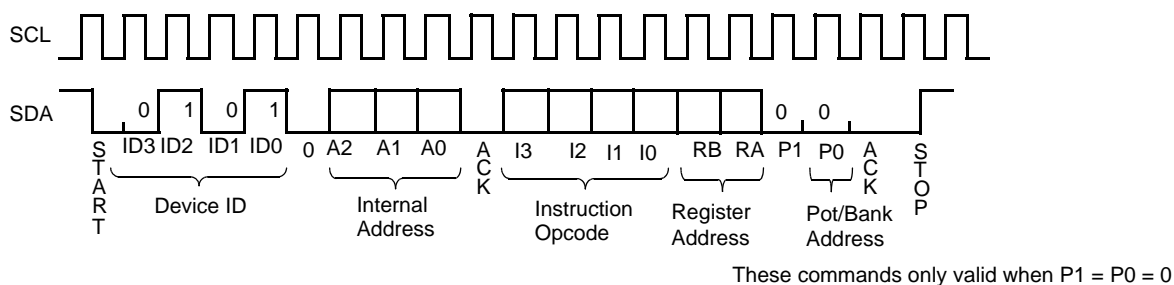 SCL
SDA
0 1 0 1 0 0
ID3 ID2 ID1 ID0 0 A2 A1 A0 I3 I2 I1 I0 RB RA P1 P0
START
ACK
ACK
STOP
Device ID
Internal
Address
Instruction
Opcode
Register
Address
Pot/Bank
Address
These commands only valid when P1 = P0 = 0